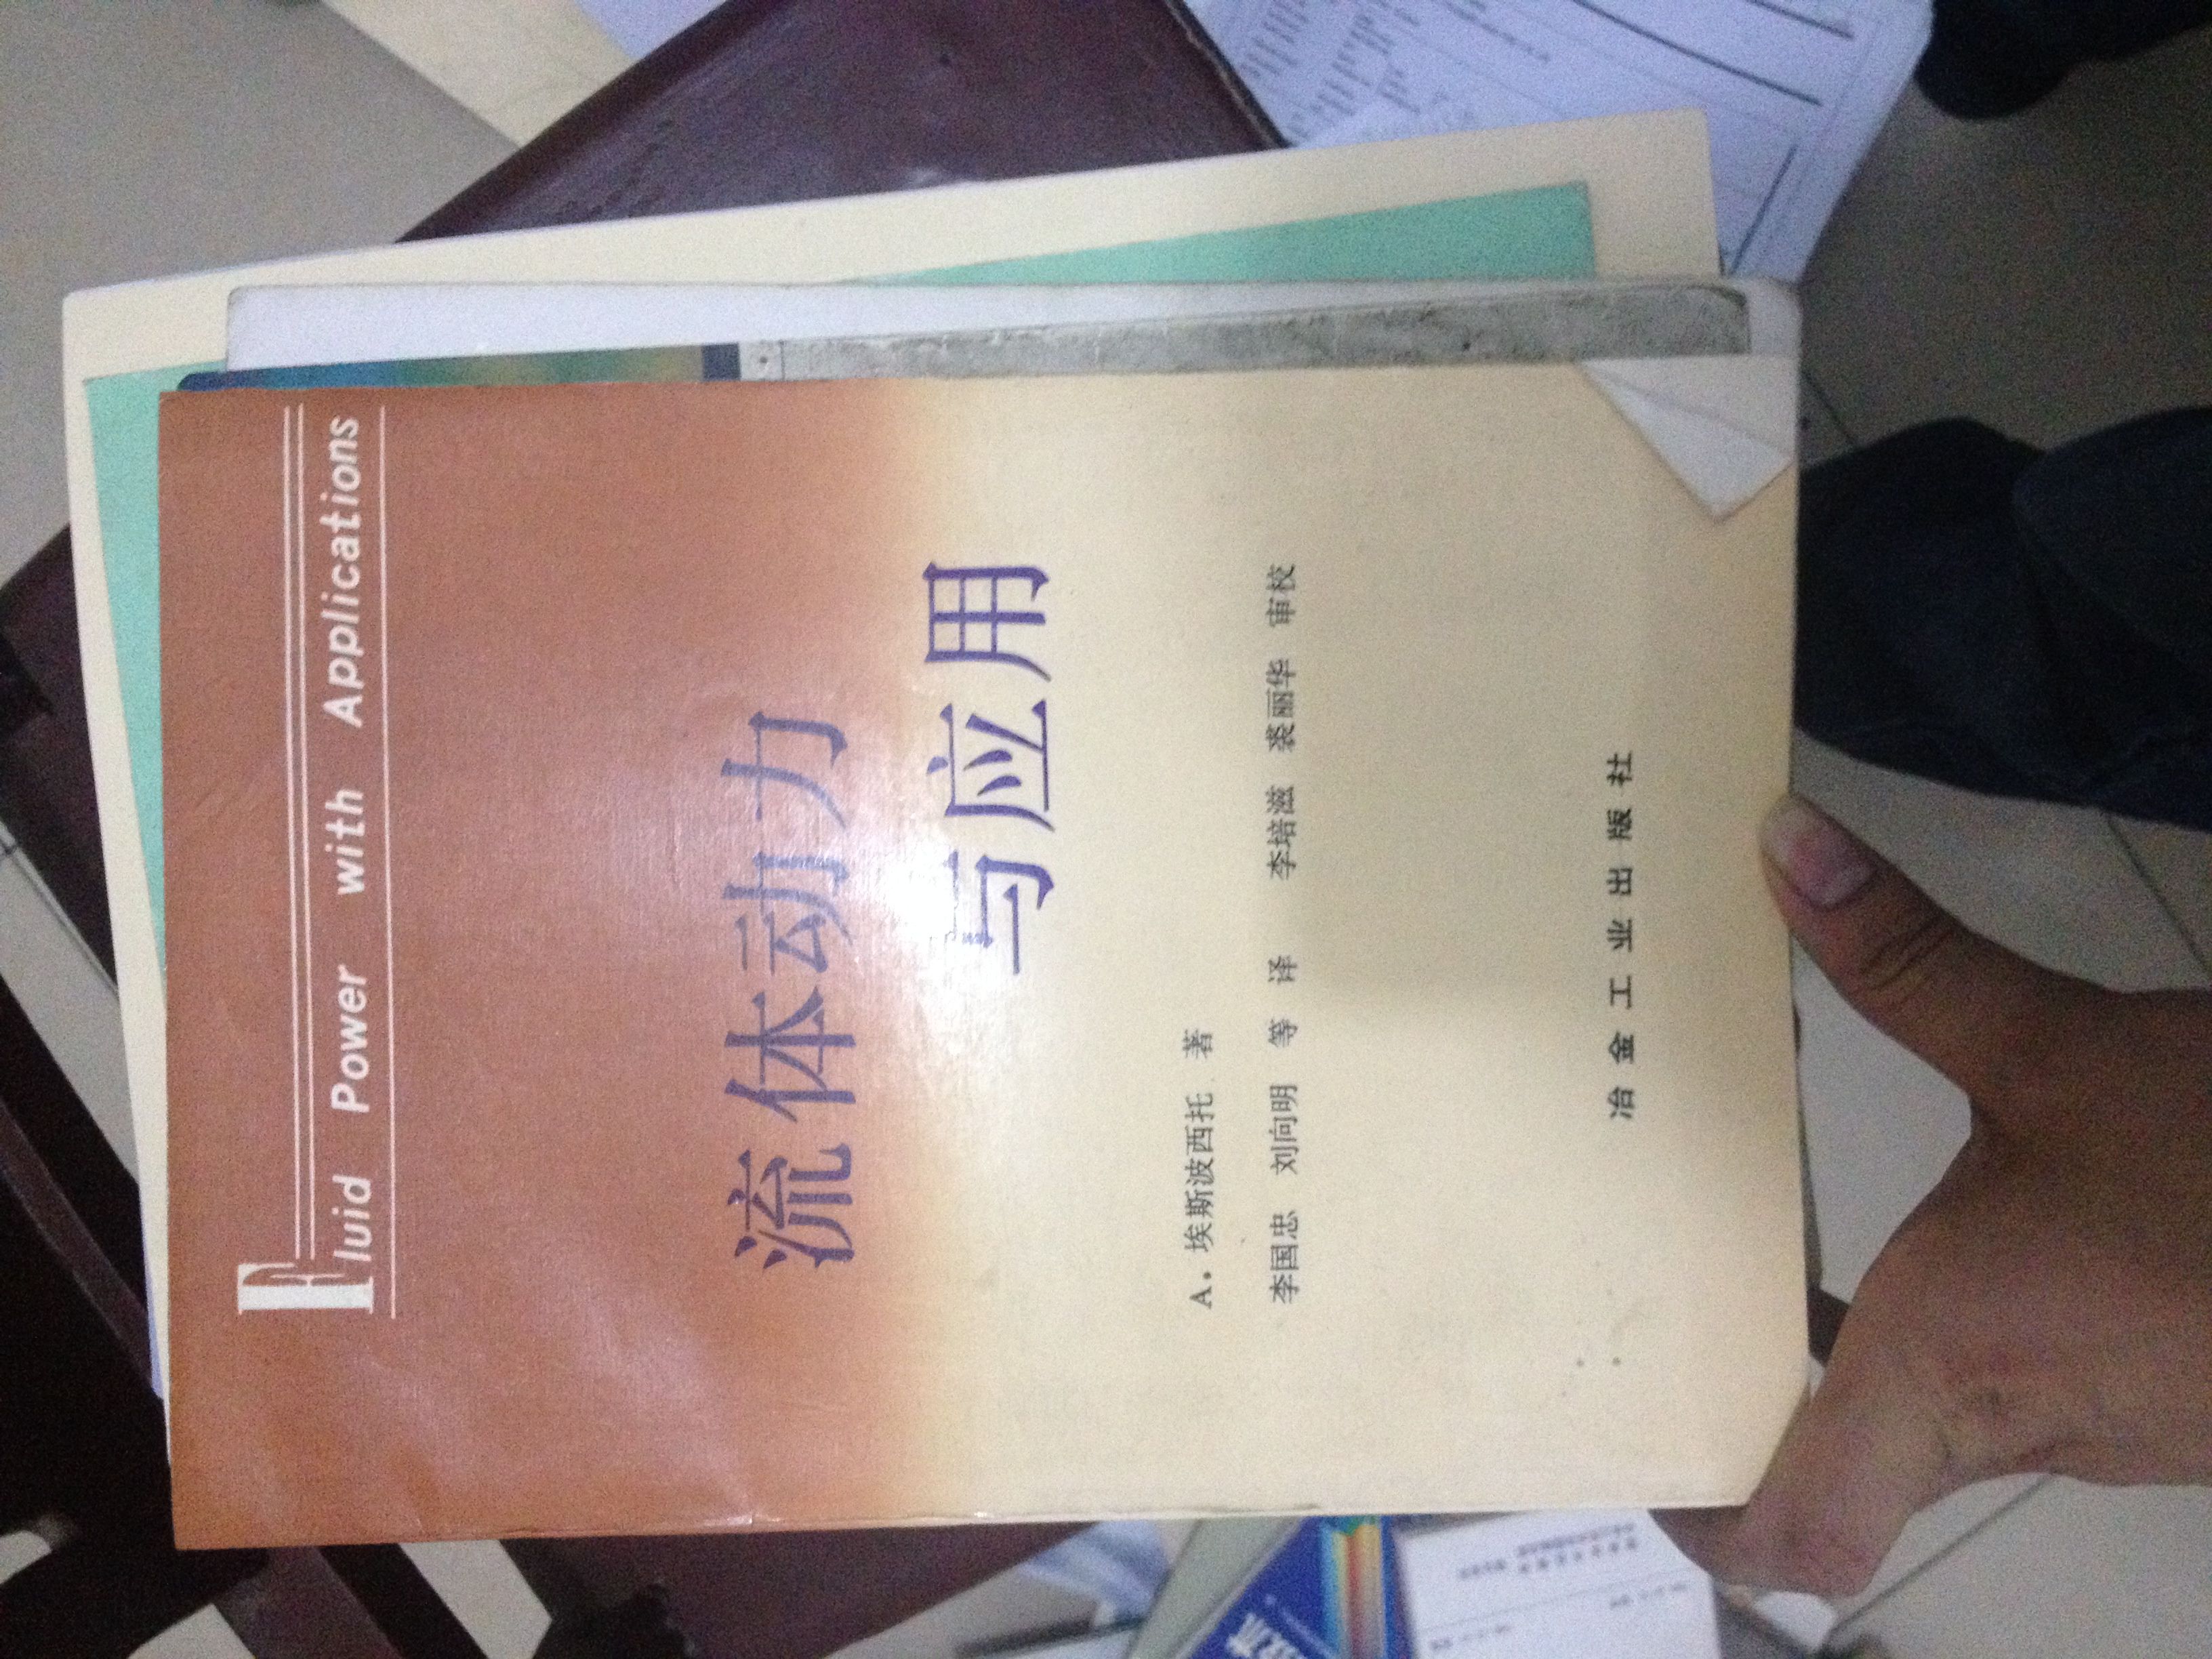 Fluid Power with Applications
流体动力
与应用
A. 埃斯波西托 著
李国忠 刘向明 等 译 李培滋 裘丽华 审校
冶金工业出版社